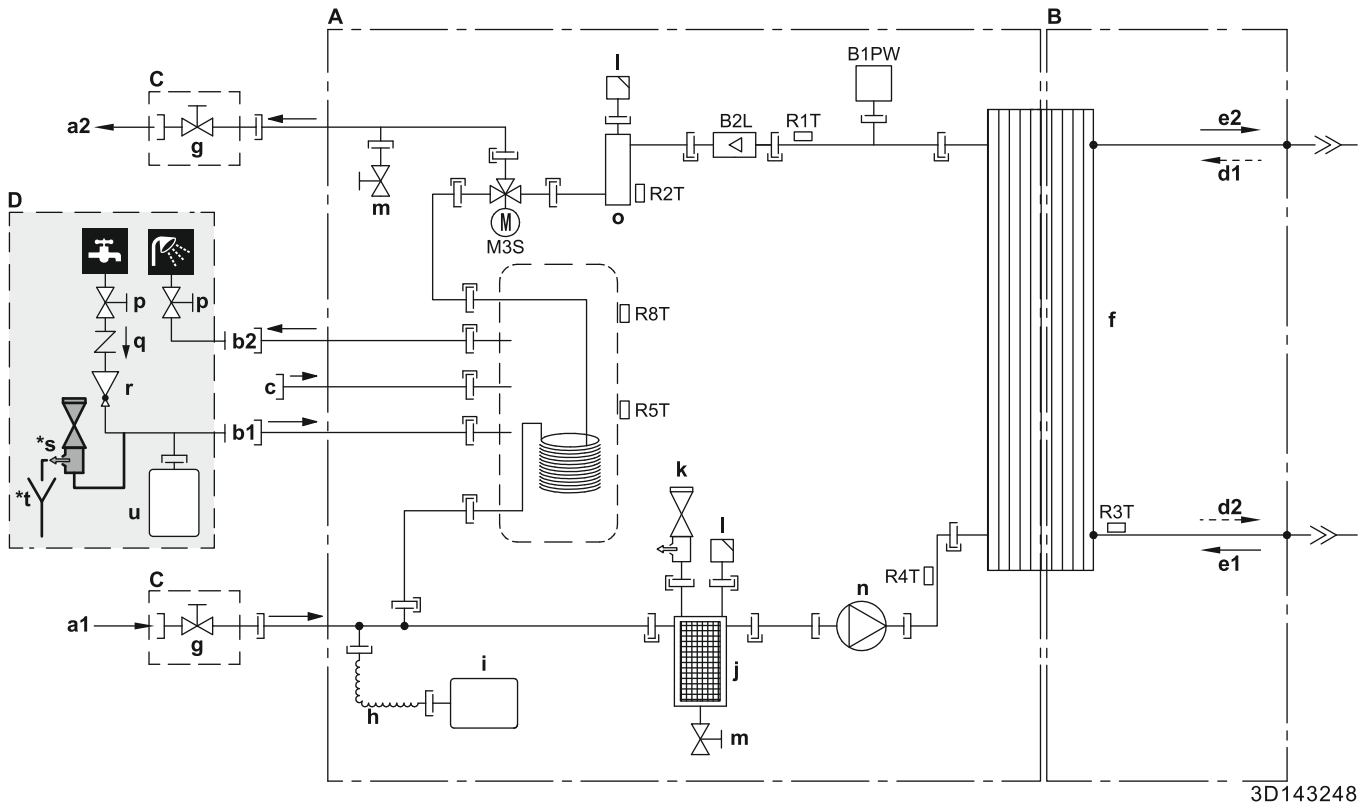 A
B
C
l
B1PW
a2
g
B2L
R1T
e2
d1
D
m
M
M3S
o
R2T
p
p
R8T
f
q
b2
r
c
R5T
*s
b1
k
*t
u
l
R3T
d2
e1
C
R4T
n
a1
g
i
j
h
m
3D143248